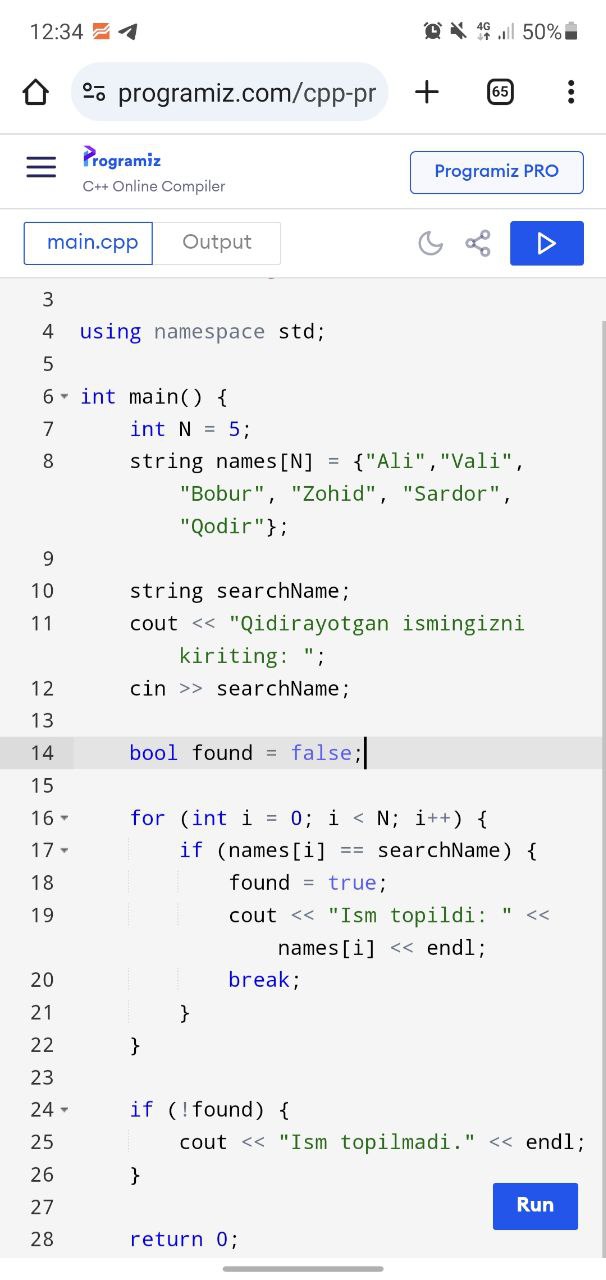 12:34 4G 50%
programiz.com/cpp-pr 65
Programiz
C++ Online Compiler
Programiz PRO
main.cpp Output
3
4 using namespace std;
5
6 int main() {
7 int N = 5;
8 string names[N] = {"Ali","Vali",
"Bobur", "Zohid", "Sardor",
"Qodir"};
9
10 string searchName;
11 cout << "Qidirayotgan ismingizni
kiriting: ";
12 cin >> searchName;
13
14 bool found = false;
15
16 for (int i = 0; i < N; i++) {
17 if (names[i] == searchName) {
18 found = true;
19 cout << "Ism topildi: " <<
names[i] << endl;
20 break;
21 }
22 }
23
24 if (!found) {
25 cout << "Ism topilmadi." << endl;
26 }
27
Run
28 return 0;